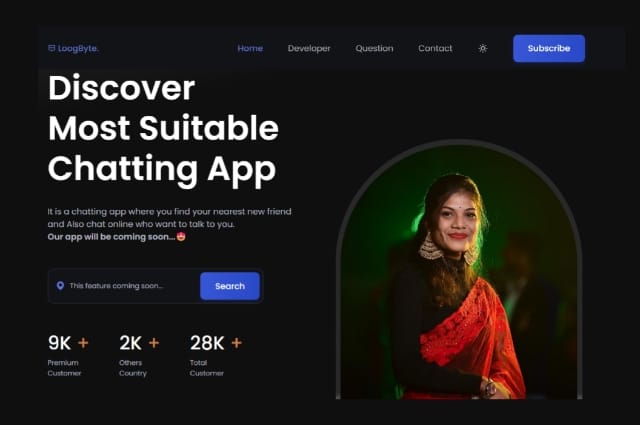 LoogByte.
Home Developer Question Contact Subscribe
Discover
Most Suitable
Chatting App
It is a chatting app where you find your nearest new friend
and Also chat online who want to talk to you.
Our app will be coming soon...😍
This feature coming soon... Search
9K + 2K + 28K +
Premium Others Total
Customer Country Customer